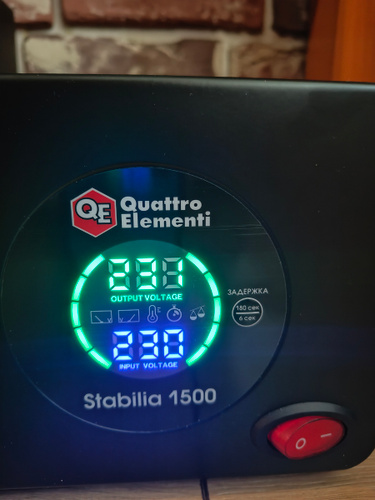 QE Quattro
Elementi
231
OUTPUT VOLTAGE
ЗАДЕРЖКА
180 сек
6 сек
230
INPUT VOLTAGE
Stabilia 1500